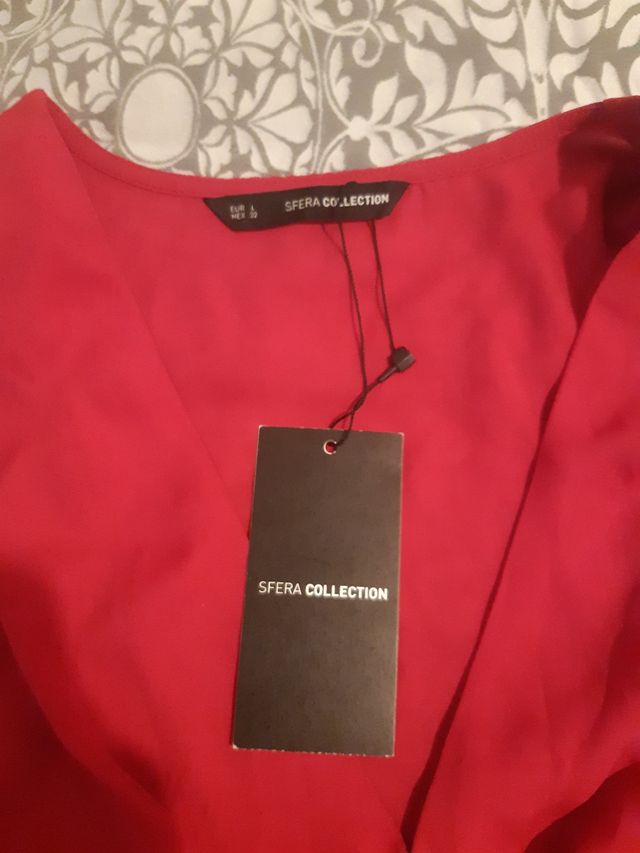 EUR L
MEX 32
SFERA COLLECTION
SFERA COLLECTION